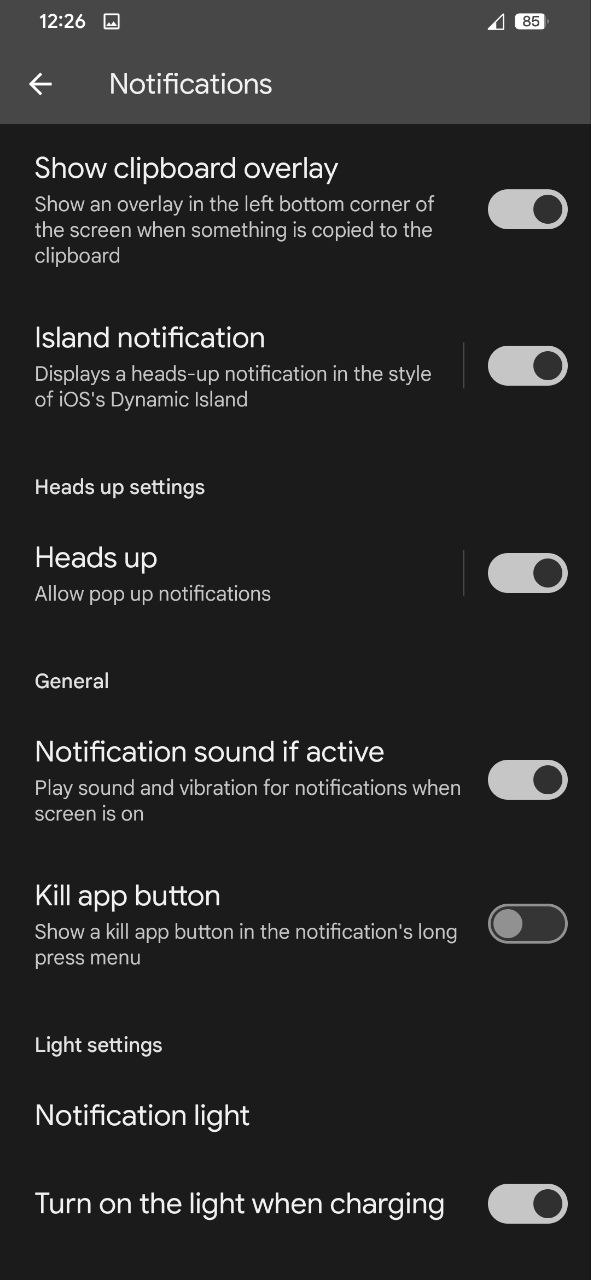 12:26
85
Notifications
Show clipboard overlay
Show an overlay in the left bottom corner of
the screen when something is copied to the
clipboard
Island notification
Displays a heads-up notification in the style
of iOS's Dynamic Island
Heads up settings
Heads up
Allow pop up notifications
General
Notification sound if active
Play sound and vibration for notifications when
screen is on
Kill app button
Show a kill app button in the notification's long
press menu
Light settings
Notification light
Turn on the light when charging